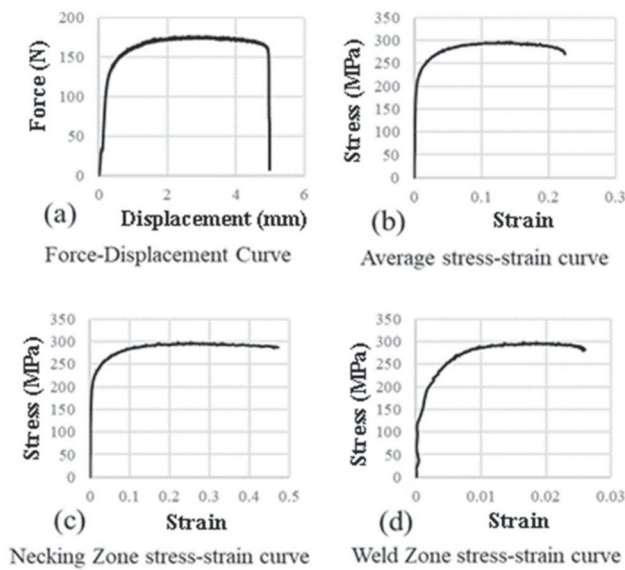 200
150
100
50
0
Force (N)
0 2 4 6
(a) Displacement (mm)
Force-Displacement Curve
350
300
250
200
150
100
50
0
Stress (MPa)
0 0.1 0.2 0.3
(b) Strain
Average stress-strain curve
350
300
250
200
150
100
50
0
Stress (MPa)
0 0.1 0.2 0.3 0.4 0.5
(c) Strain
Necking Zone stress-strain curve
350
300
250
200
150
100
50
0
Stress (MPa)
0 0.01 0.02 0.03
(d) Strain
Weld Zone stress-strain curve